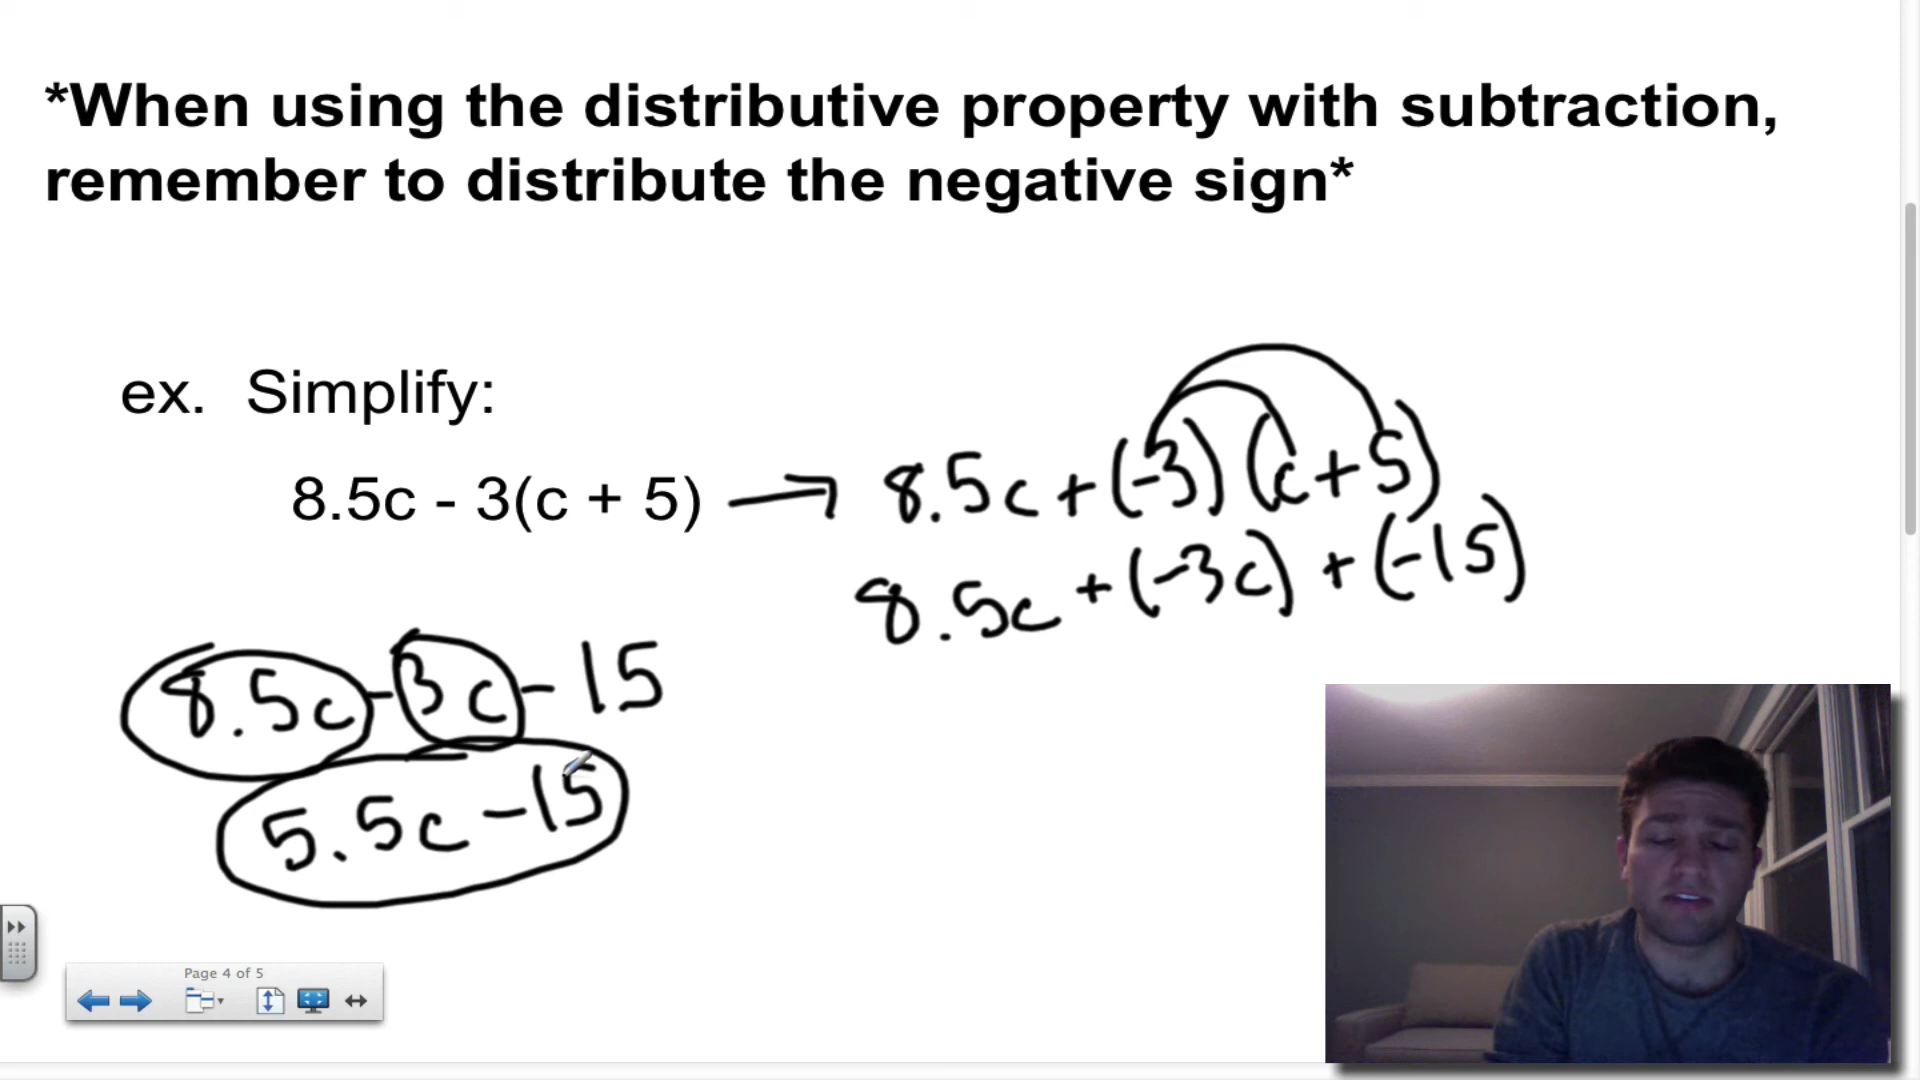 *When using the distributive property with subtraction,
remember to distribute the negative sign*
ex. Simplify:
8.5c - 3(c + 5) → 8.5c + (-3)(c + 5)
8.5c + (-3c) + (-15)
8.5c - 3c - 15
5.5c - 15
Page 4 of 5